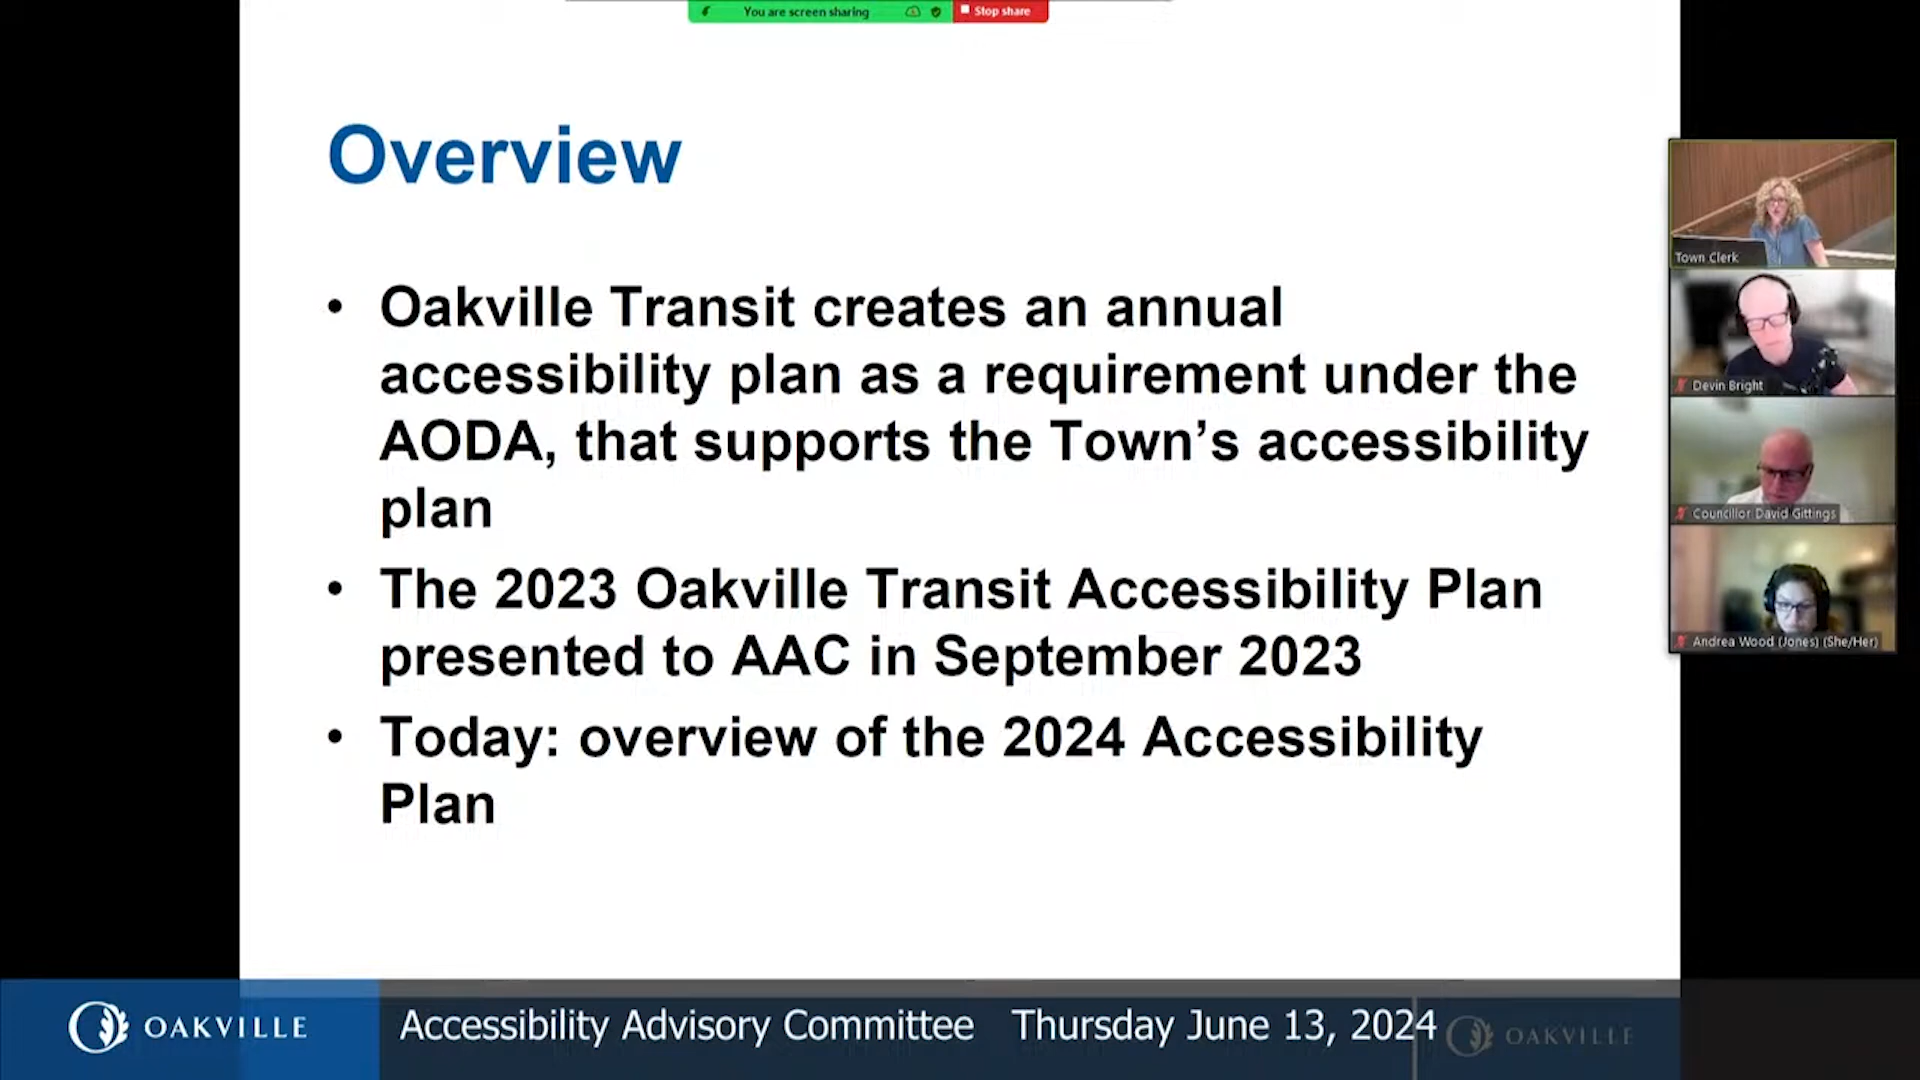 You are screen sharing
Stop share
Overview
• Oakville Transit creates an annual
accessibility plan as a requirement under the
AODA, that supports the Town’s accessibility
plan
• The 2023 Oakville Transit Accessibility Plan
presented to AAC in September 2023
• Today: overview of the 2024 Accessibility
Plan
Town Clerk
Devin Bright
Councillor David Gittings
Andrea Wood (Jones) (She/Her)
OAKVILLE
Accessibility Advisory Committee Thursday June 13, 2024
OAKVILLE